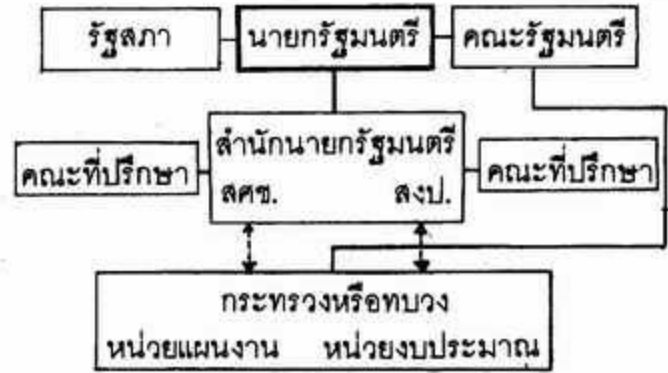 รัฐสภา นายกรัฐมนตรี คณะรัฐมนตรี
สำนักนายกรัฐมนตรี
คณะที่ปรึกษา สศช. สงป. คณะที่ปรึกษา
กระทรวงหรือทบวง
หน่วยแผนงาน หน่วยงบประมาณ